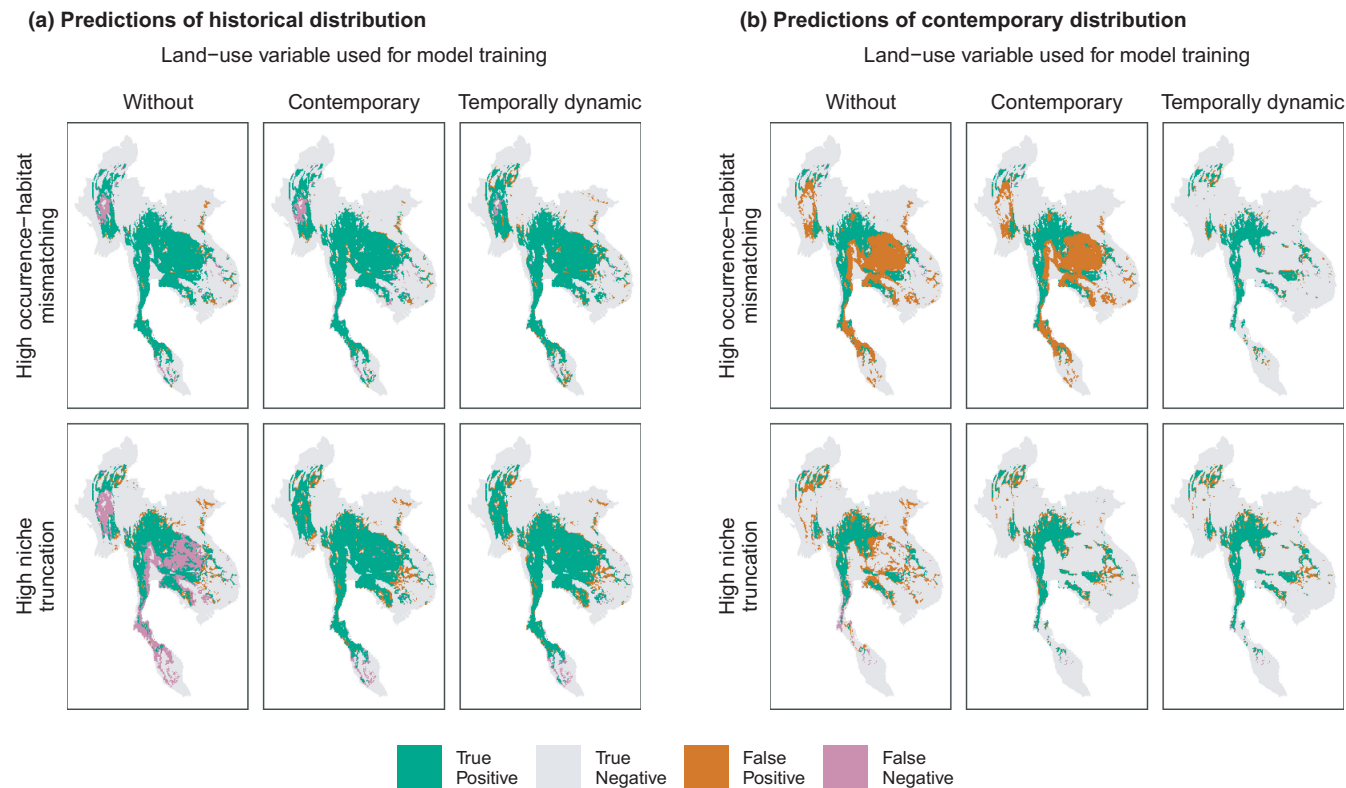 (a) Predictions of historical distribution
Land−use variable used for model training
Without
Contemporary
Temporally dynamic
High occurrence−habitat
mismatching
High niche
truncation
(b) Predictions of contemporary distribution
Land−use variable used for model training
Without
Contemporary
Temporally dynamic
High occurrence−habitat
mismatching
High niche
truncation
True
Positive
True
Negative
False
Positive
False
Negative